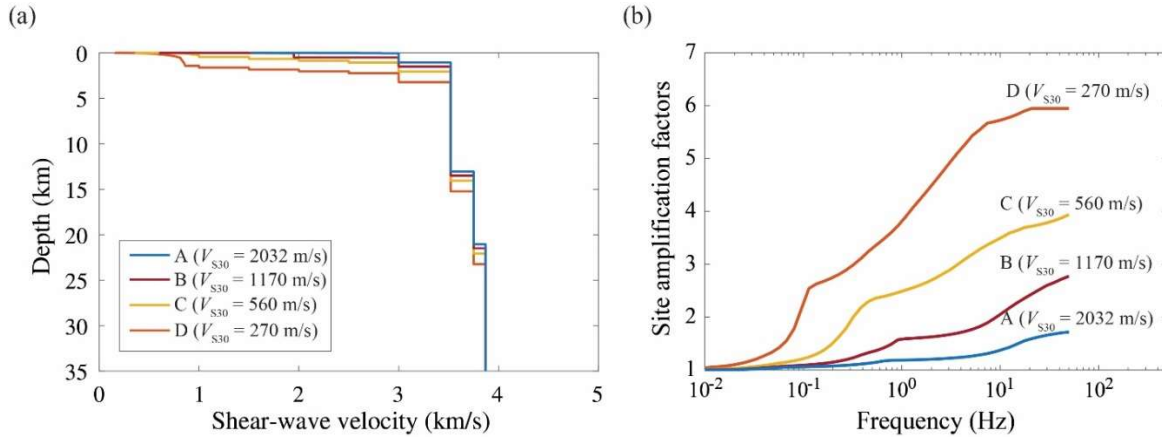 (a)
0
5
10
15
20
25
30
35
Depth (km)
A (VS30 = 2032 m/s)
B (VS30 = 1170 m/s)
C (VS30 = 560 m/s)
D (VS30 = 270 m/s)
0 1 2 3 4 5
Shear-wave velocity (km/s)
(b)
7
6
5
4
3
2
1
Site amplification factors
D (VS30 = 270 m/s)
C (VS30 = 560 m/s)
B (VS30 = 1170 m/s)
A (VS30 = 2032 m/s)
10-2 10-1 100 101 102
Frequency (Hz)